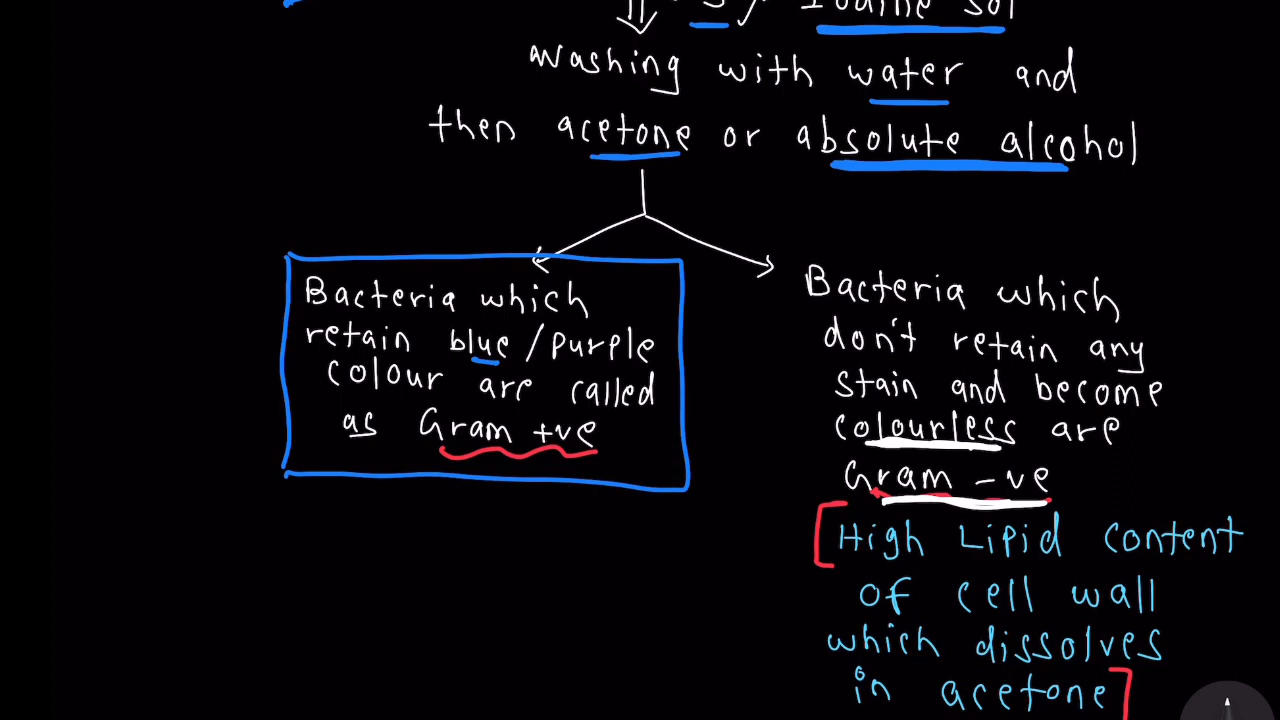 Iodine sol
Washing with water and
then acetone or absolute alcohol
Bacteria which
retain blue/purple
colour are called
as Gram +ve
Bacteria which
don't retain any
stain and become
colourless are
Gram -ve
[High Lipid content
of cell wall
which dissolves
in acetone]